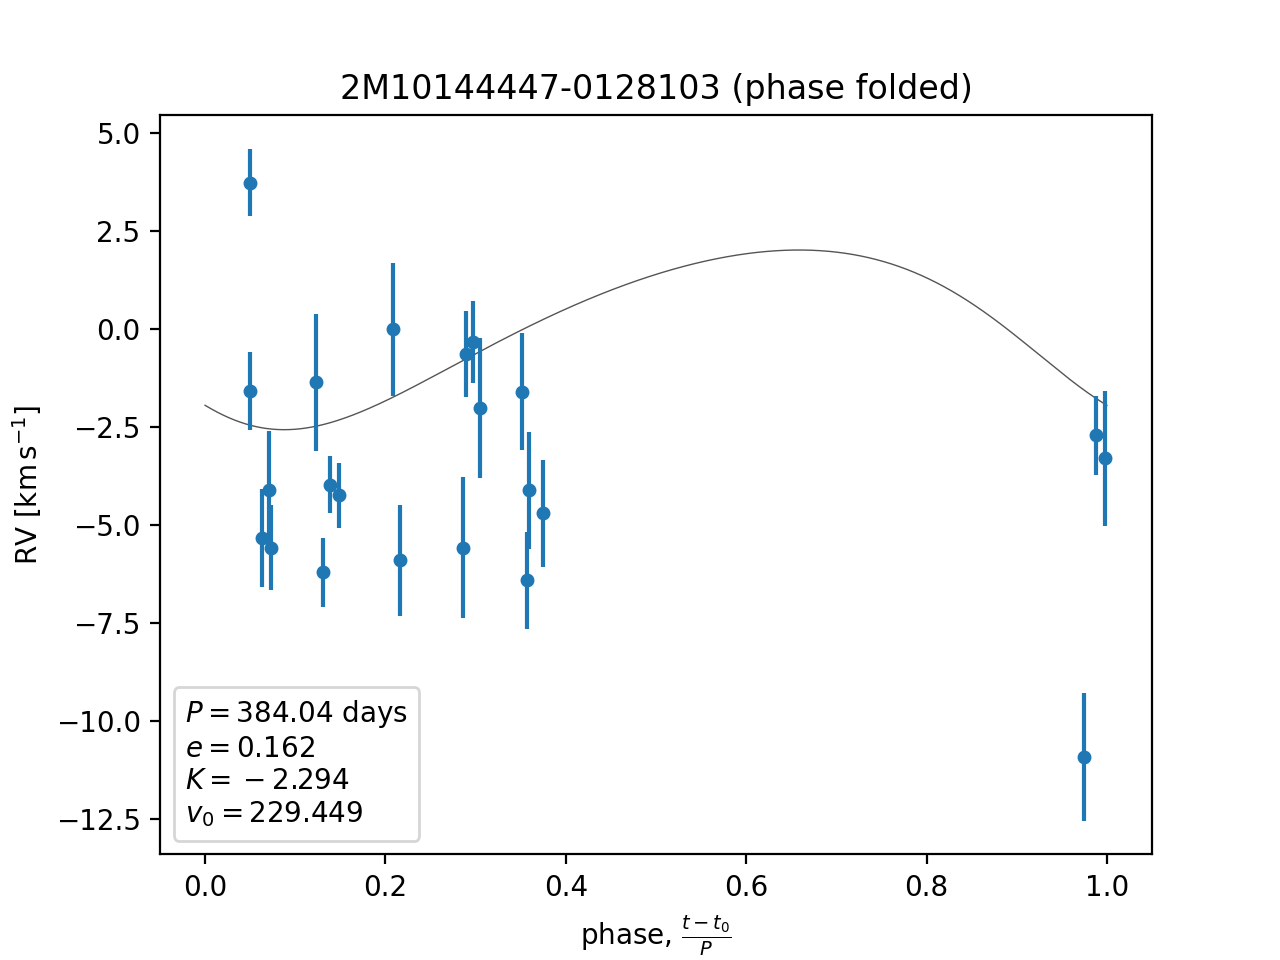 2M10144447-0128103 (phase folded)
5.0
2.5
0.0
−2.5
−5.0
−7.5
−10.0
−12.5
RV [km s⁻¹]
P = 384.04 days
e = 0.162
K = −2.294
v₀ = 229.449
0.0 0.2 0.4 0.6 0.8 1.0
phase, (t − t₀)/P